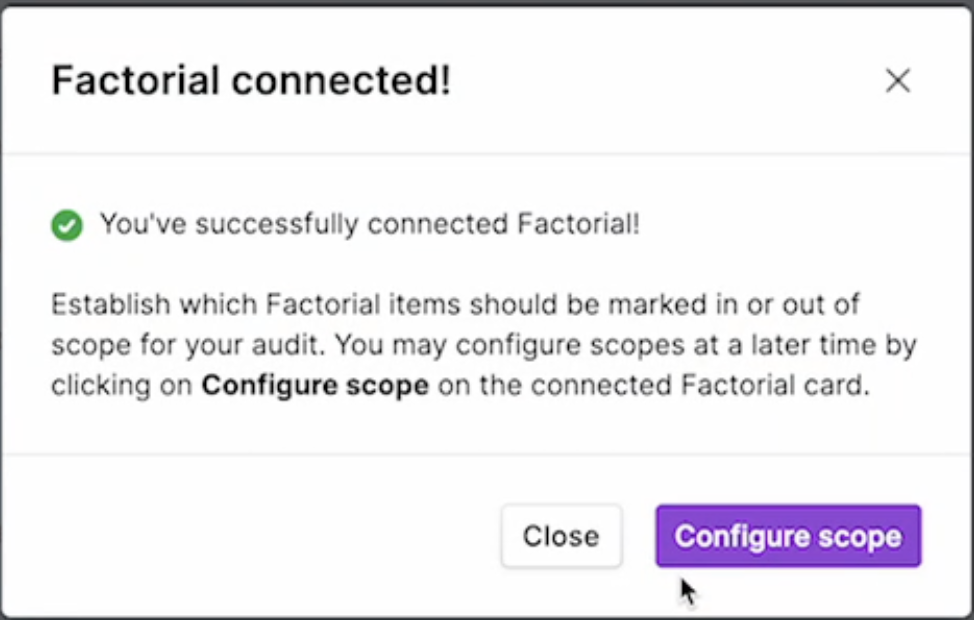 Factorial connected!
You've successfully connected Factorial!
Establish which Factorial items should be marked in or out of
scope for your audit. You may configure scopes at a later time by
clicking on Configure scope on the connected Factorial card.
Close
Configure scope